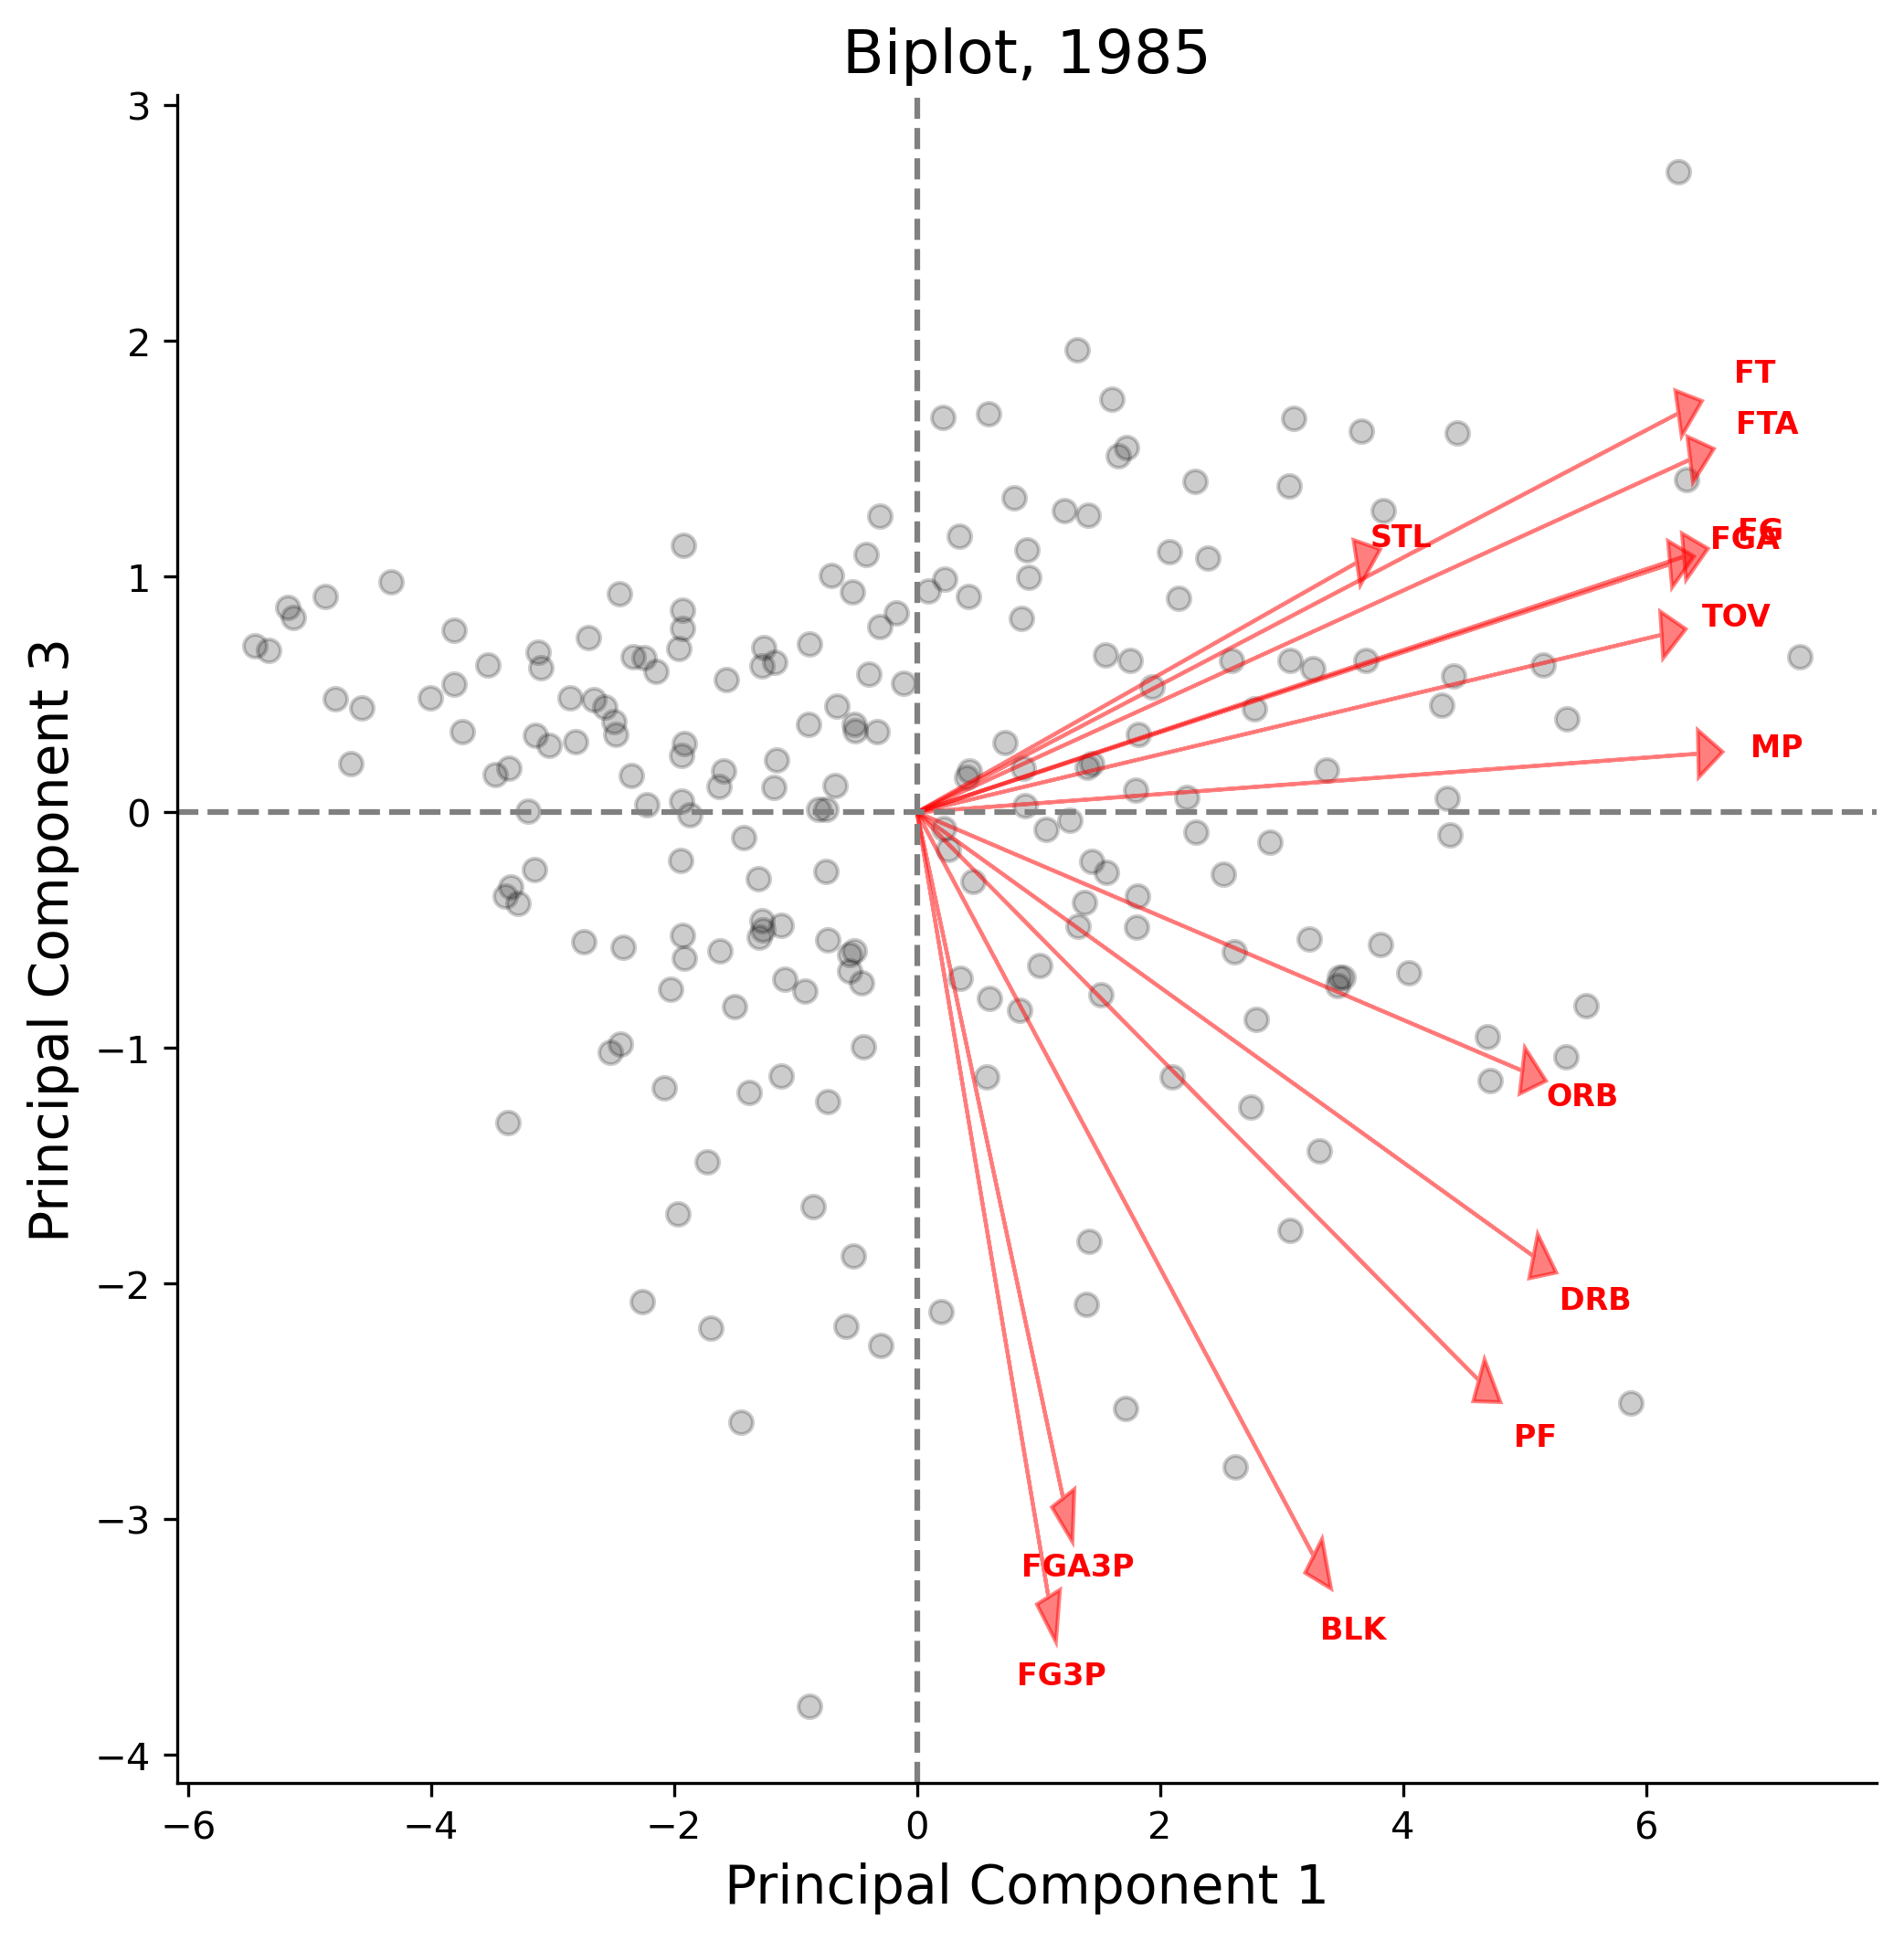 Biplot, 1985
Principal Component 3
3
2
1
0
−1
−2
−3
−4
FT
FTA
STL
FG
FGA
TOV
MP
ORB
DRB
PF
FGA3P
BLK
FG3P
−6
−4
−2
0
2
4
6
Principal Component 1